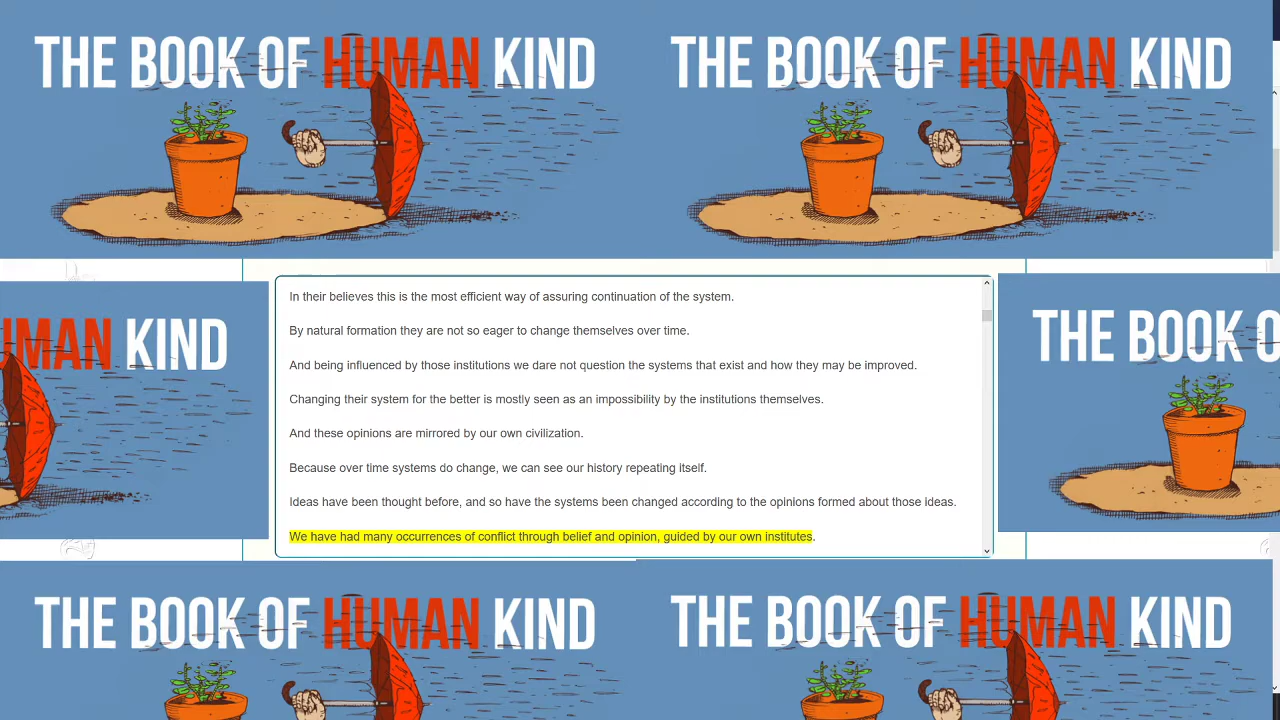 THE BOOK OF HUMAN KIND
THE BOOK OF HUMAN KIND
In their believes this is the most efficient way of assuring continuation of the system.
By natural formation they are not so eager to change themselves over time.
And being influenced by those institutions we dare not question the systems that exist and how they may be improved.
Changing their system for the better is mostly seen as an impossibility by the institutions themselves.
And these opinions are mirrored by our own civilization.
Because over time systems do change, we can see our history repeating itself.
Ideas have been thought before, and so have the systems been changed according to the opinions formed about those ideas.
We have had many occurrences of conflict through belief and opinion, guided by our own institutes.
UMAN KIND
THE BOOK O
THE BOOK OF HUMAN KIND
THE BOOK OF HUMAN KIND